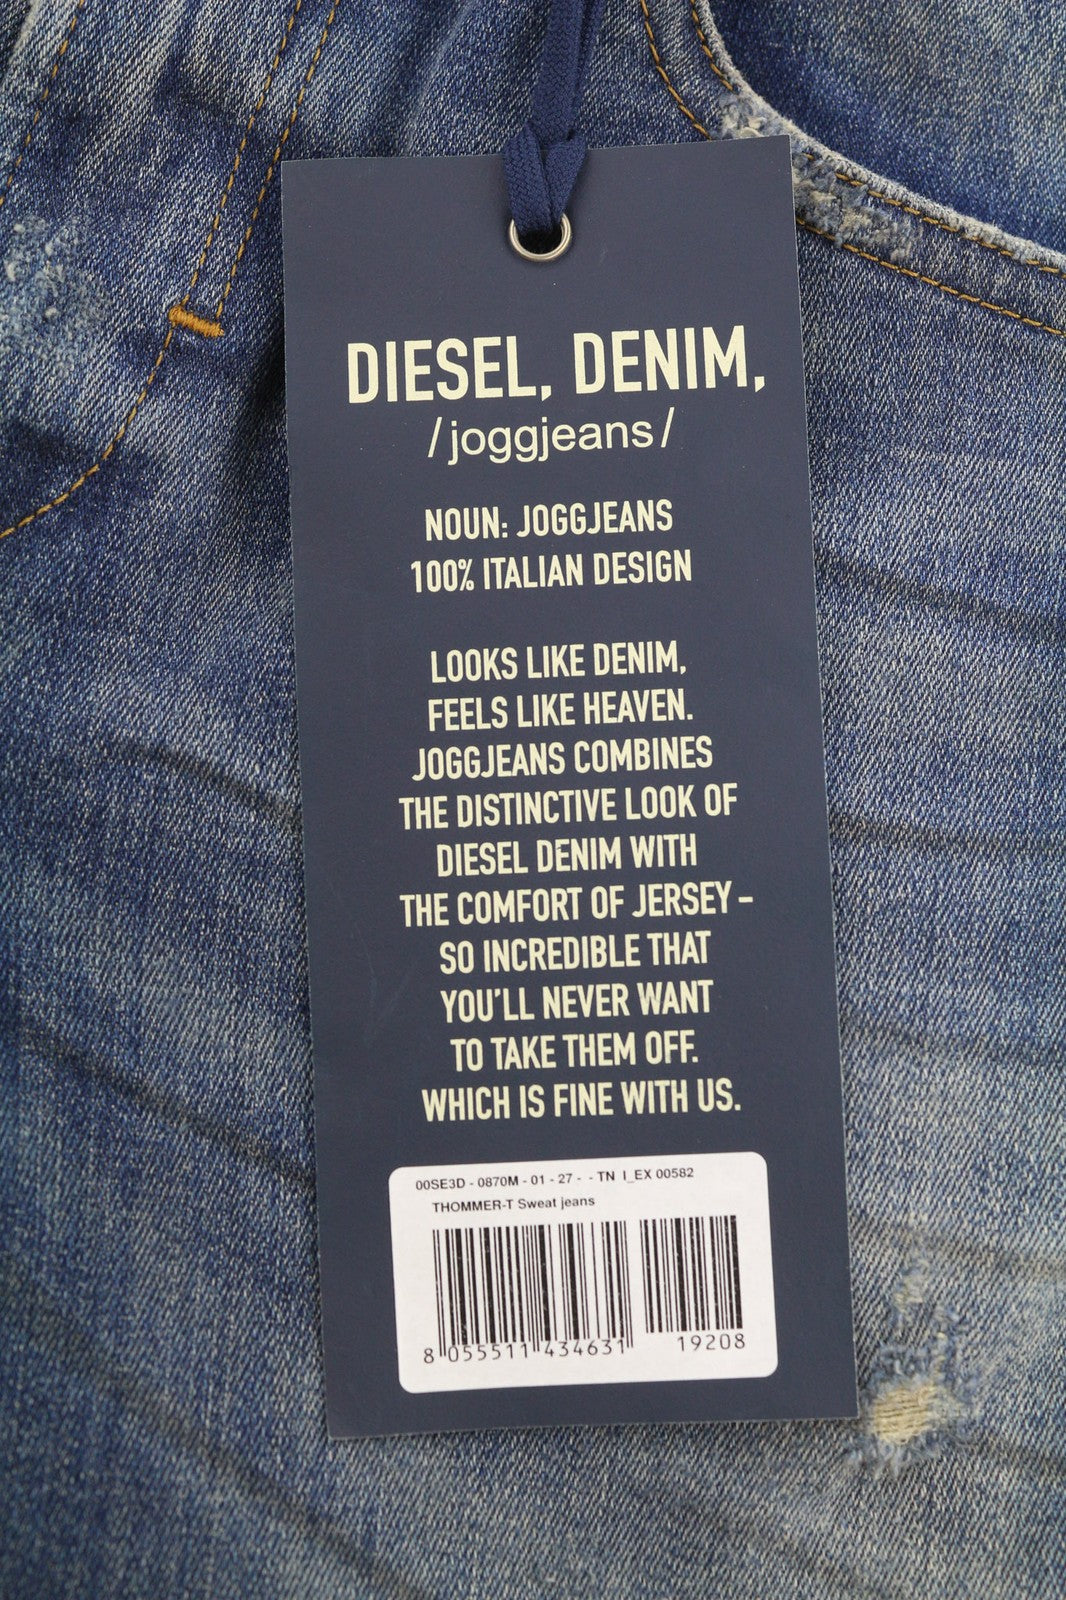 DIESEL, DENIM,
/joggjeans/
NOUN: JOGGJEANS
100% ITALIAN DESIGN
LOOKS LIKE DENIM,
FEELS LIKE HEAVEN.
JOGGJEANS COMBINES
THE DISTINCTIVE LOOK OF
DIESEL DENIM WITH
THE COMFORT OF JERSEY –
SO INCREDIBLE THAT
YOU'LL NEVER WANT
TO TAKE THEM OFF.
WHICH IS FINE WITH US.
00SE3D - 0870M - 01 - 27 - - TN I_EX 00582
THOMMER-T Sweat jeans
8 055511 434631 19208